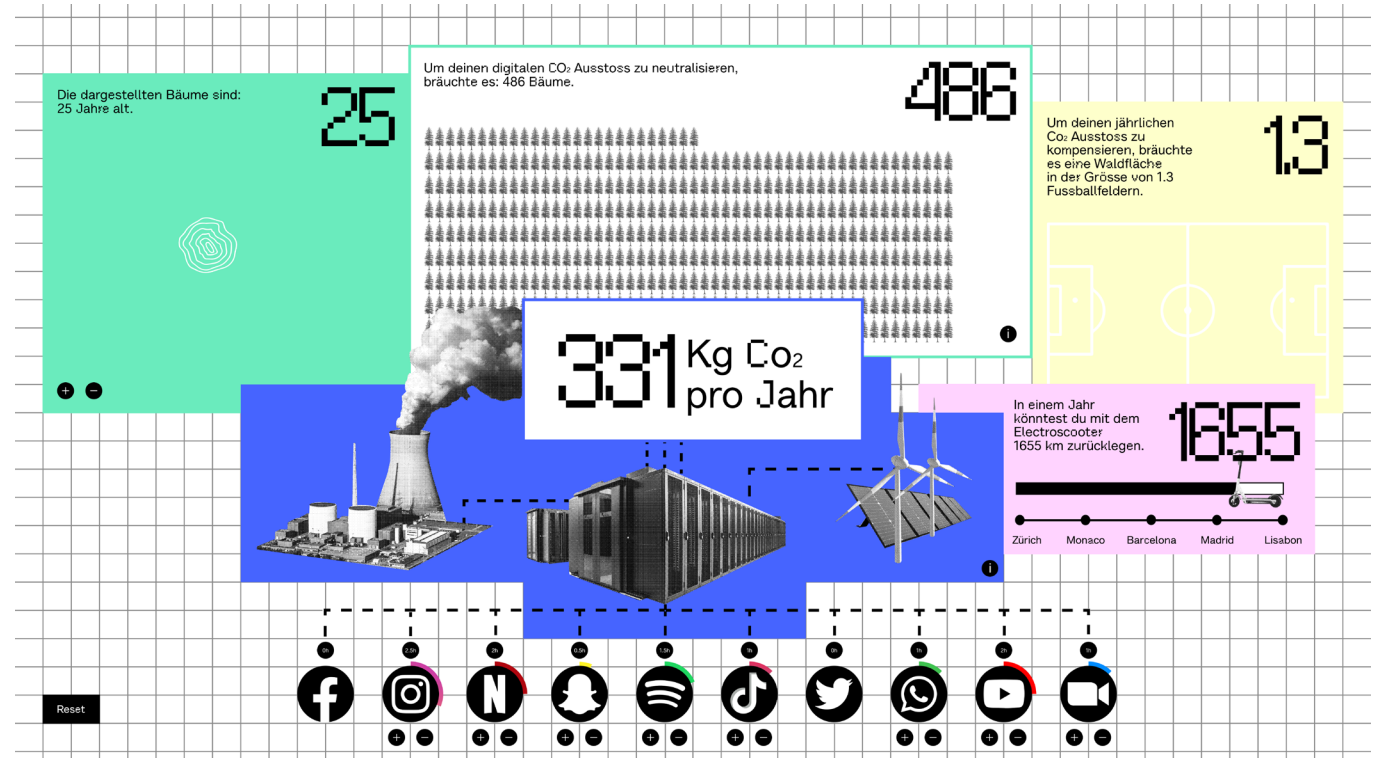 Die dargestellten Bäume sind:
25 Jahre alt.
25
Um deinen digitalen CO₂ Ausstoss zu neutralisieren,
bräuchte es: 486 Bäume.
486
Um deinen jährlichen
Co₂ Ausstoss zu
kompensieren, bräuchte
es eine Waldfläche
in der Grösse von 1.3
Fussballfeldern.
1.3
331 Kg Co₂
pro Jahr
In einem Jahr
könntest du mit dem
Electroscooter
1655 km zurücklegen.
1655
Zürich Monaco Barcelona Madrid Lisabon
i
i
0h 2.5h 2h 0.5h 1.5h 1h 0h 1h 2h 1h
Reset